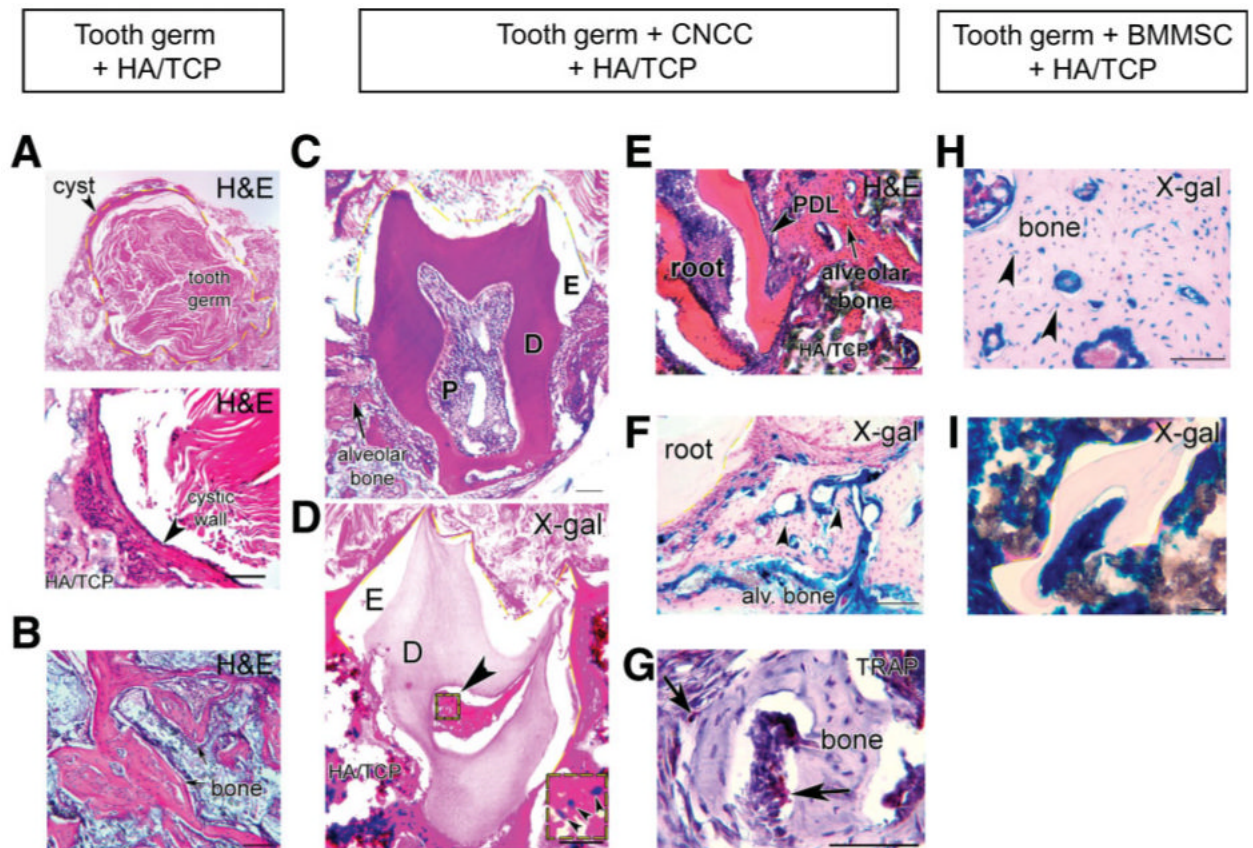 Tooth germ
+ HA/TCP
Tooth germ + CNCC
+ HA/TCP
Tooth germ + BMMSC
+ HA/TCP
A
cyst
H&E
tooth
germ
H&E
cystic
wall
HA/TCP
B
H&E
bone
C
E
D
P
alveolar
bone
D
X-gal
E
D
HA/TCP
E
H&E
PDL
root
alveolar
bone
HA/TCP
F
X-gal
root
alv. bone
G
TRAP
bone
H
X-gal
bone
I
X-gal